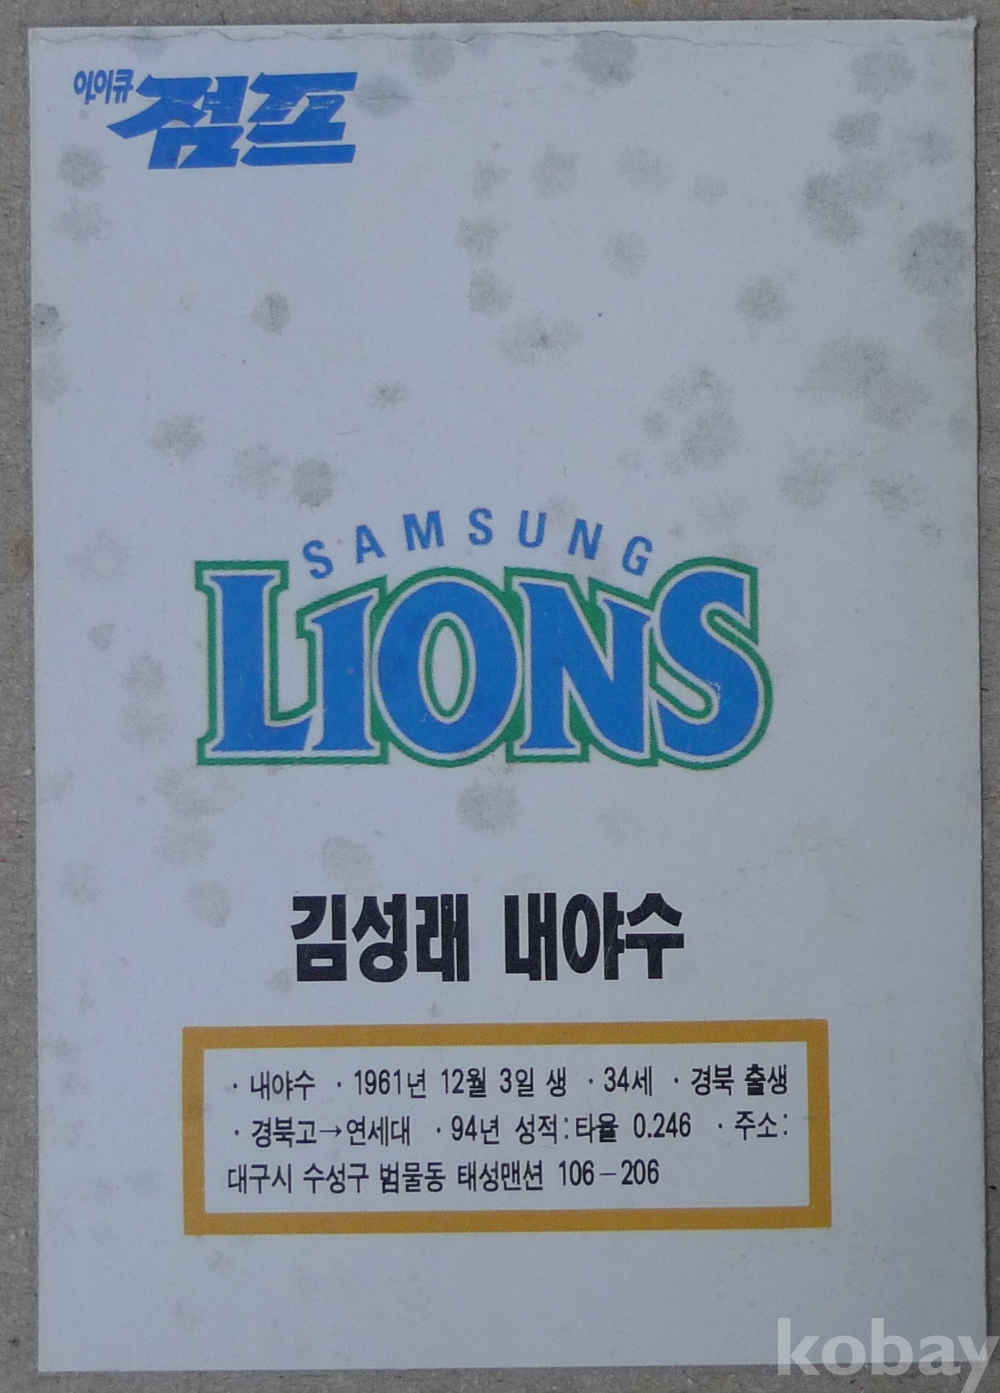 아이큐
점프
SAMSUNG
LIONS
김성래 내야수
· 내야수 · 1961년 12월 3일 생 · 34세 · 경북 출생
· 경북고→연세대 · 94년 성적:타율 0.246 · 주소:
대구시 수성구 범물동 태성맨션 106-206
kobay